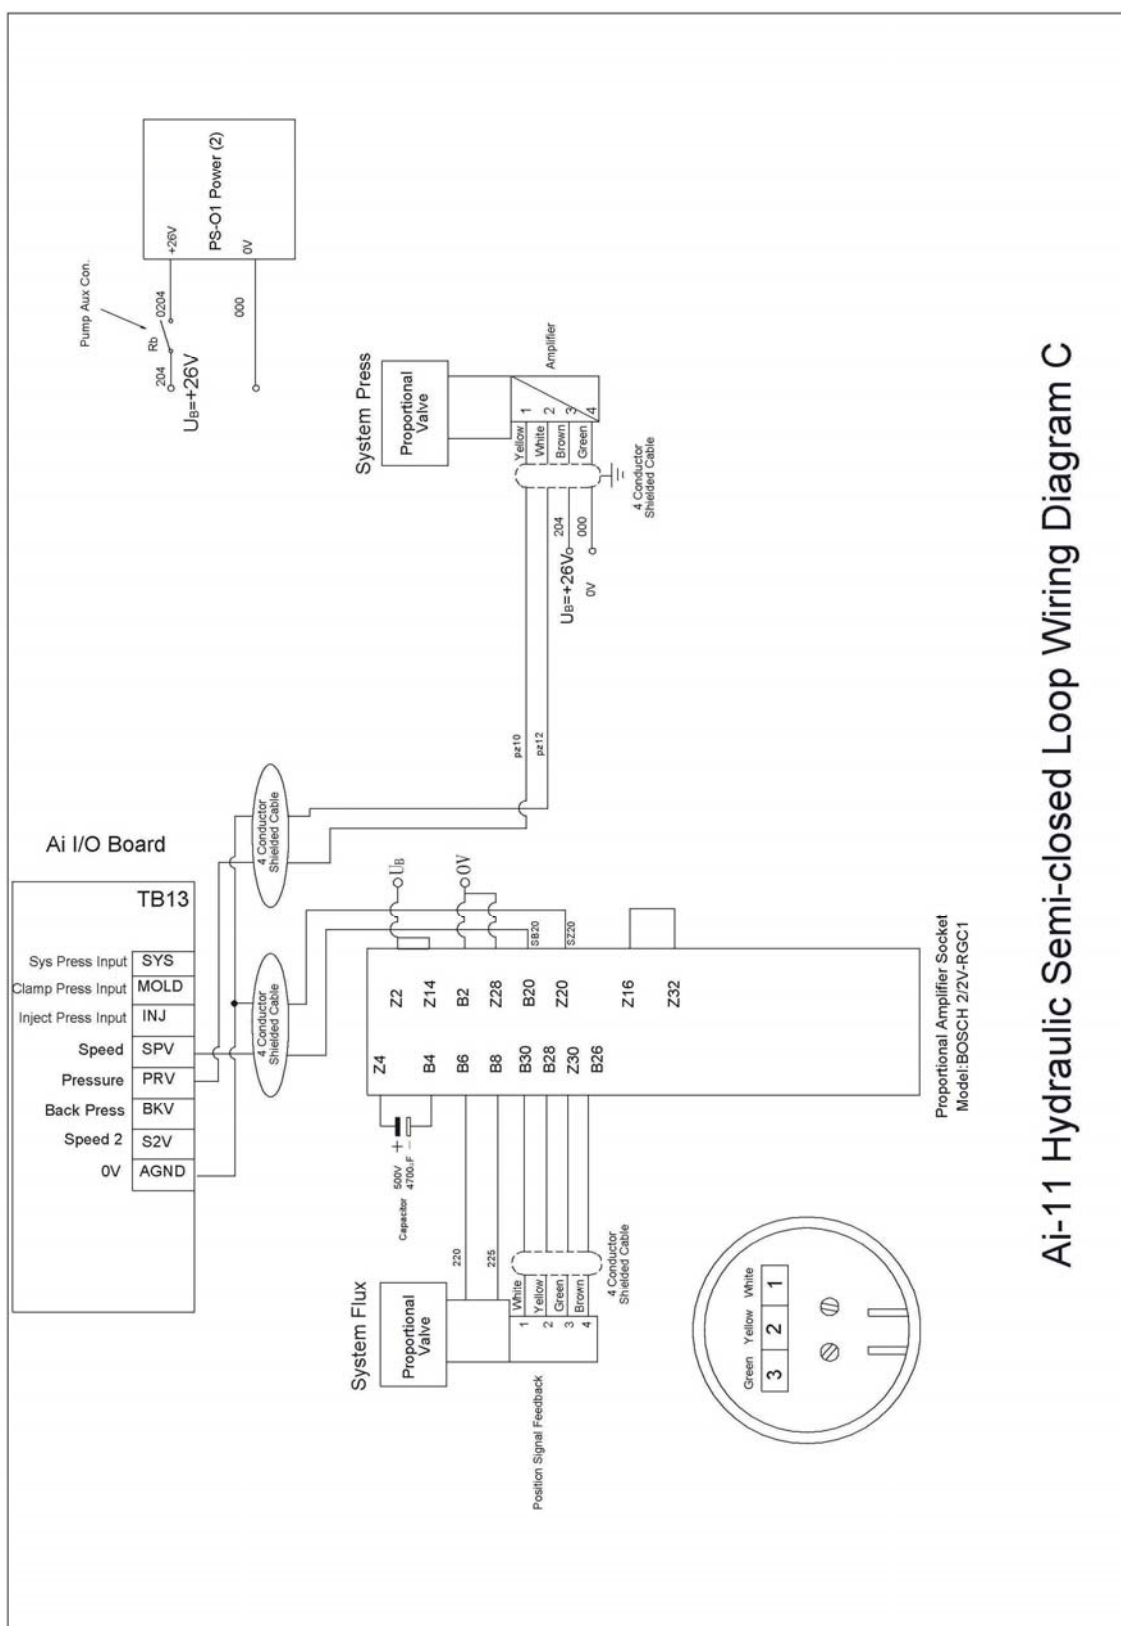 Ai I/O Board
TB13
Sys Press Input
SYS
Clamp Press Input
MOLD
Inject Press Input
INJ
Speed
SPV
Pressure
PRV
Back Press
BKV
Speed 2
S2V
0V
AGND
4 Conductor
Shielded Cable
4 Conductor
Shielded Cable
Pump Aux Con.
204
Rb
0204
+26V
UB=+26V
000
0V
PS-O1 Power (2)
System Press
Proportional
Valve
Amplifier
1
2
3
4
Yellow
White
Brown
Green
4 Conductor
Shielded Cable
204
000
UB=+26V
0V
pz10
pz12
UB
0V
SB20
SZ20
Z2
Z14
B2
Z28
B20
Z20
Z16
Z32
Z4
B4
B6
B8
B30
B28
Z30
B26
Proportional Amplifier Socket
Model:BOSCH 2/2V-RGC1
+
–
Capacitor
500V
4700uF
220
225
System Flux
Proportional
Valve
White
Yellow
Green
Brown
1
2
3
4
4 Conductor
Shielded Cable
Position Signal Feedback
Green Yellow White
3 2 1
Ai-11 Hydraulic Semi-closed Loop Wiring Diagram C